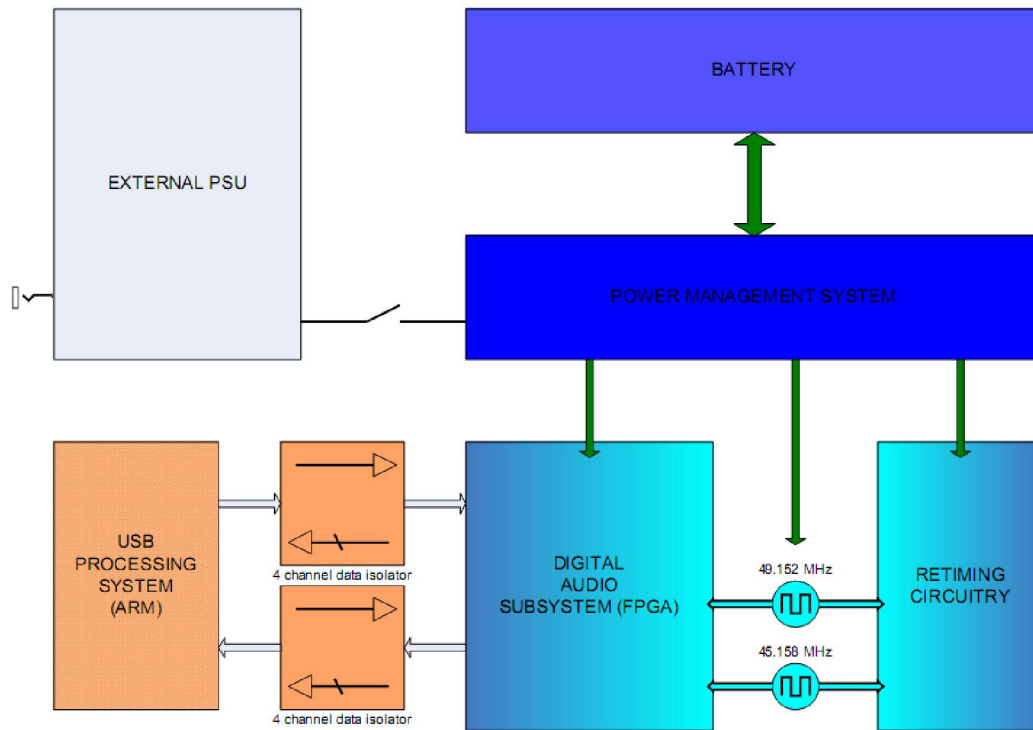 BATTERY
EXTERNAL PSU
POWER MANAGEMENT SYSTEM
USB
PROCESSING
SYSTEM
(ARM)
4 channel data isolator
4 channel data isolator
DIGITAL
AUDIO
SUBSYSTEM (FPGA)
49.152 MHz
45.158 MHz
RETIMING
CIRCUITRY